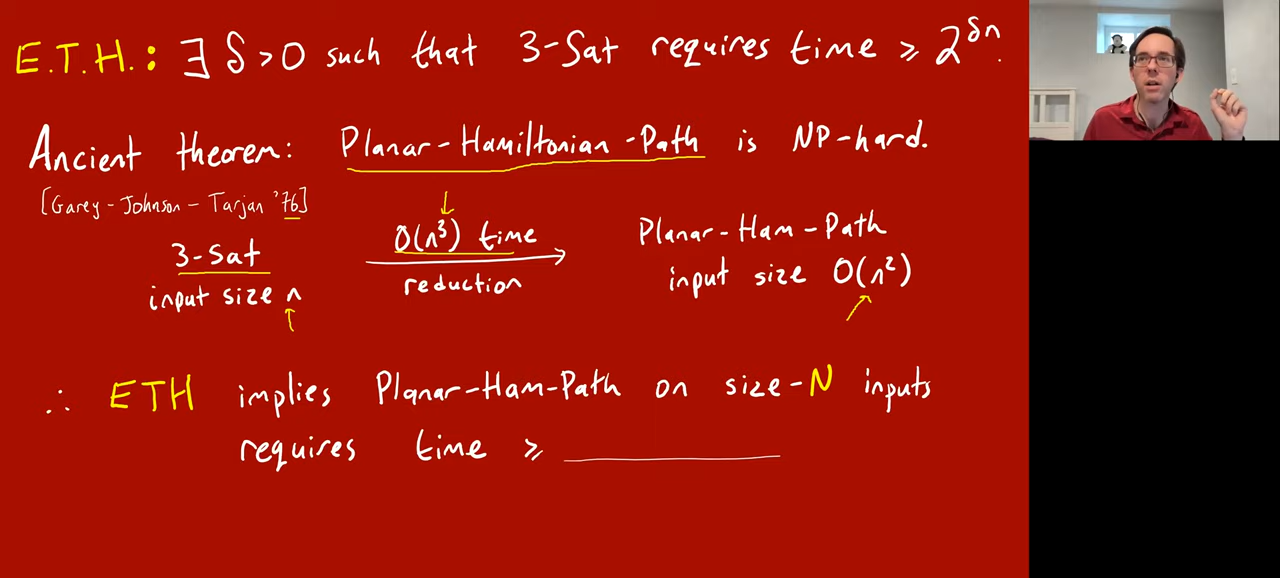 E.T.H.: ∃ δ > 0 such that 3-Sat requires time ≥ 2^{δn}.
Ancient theorem: Planar-Hamiltonian-Path is NP-hard.
[Garey-Johnson-Tarjan '76]
3-Sat
input size n
O(n³) time
reduction
Planar-Ham-Path
input size O(n²)
∴ ETH implies Planar-Ham-Path on size-N inputs
requires time ≥ ________